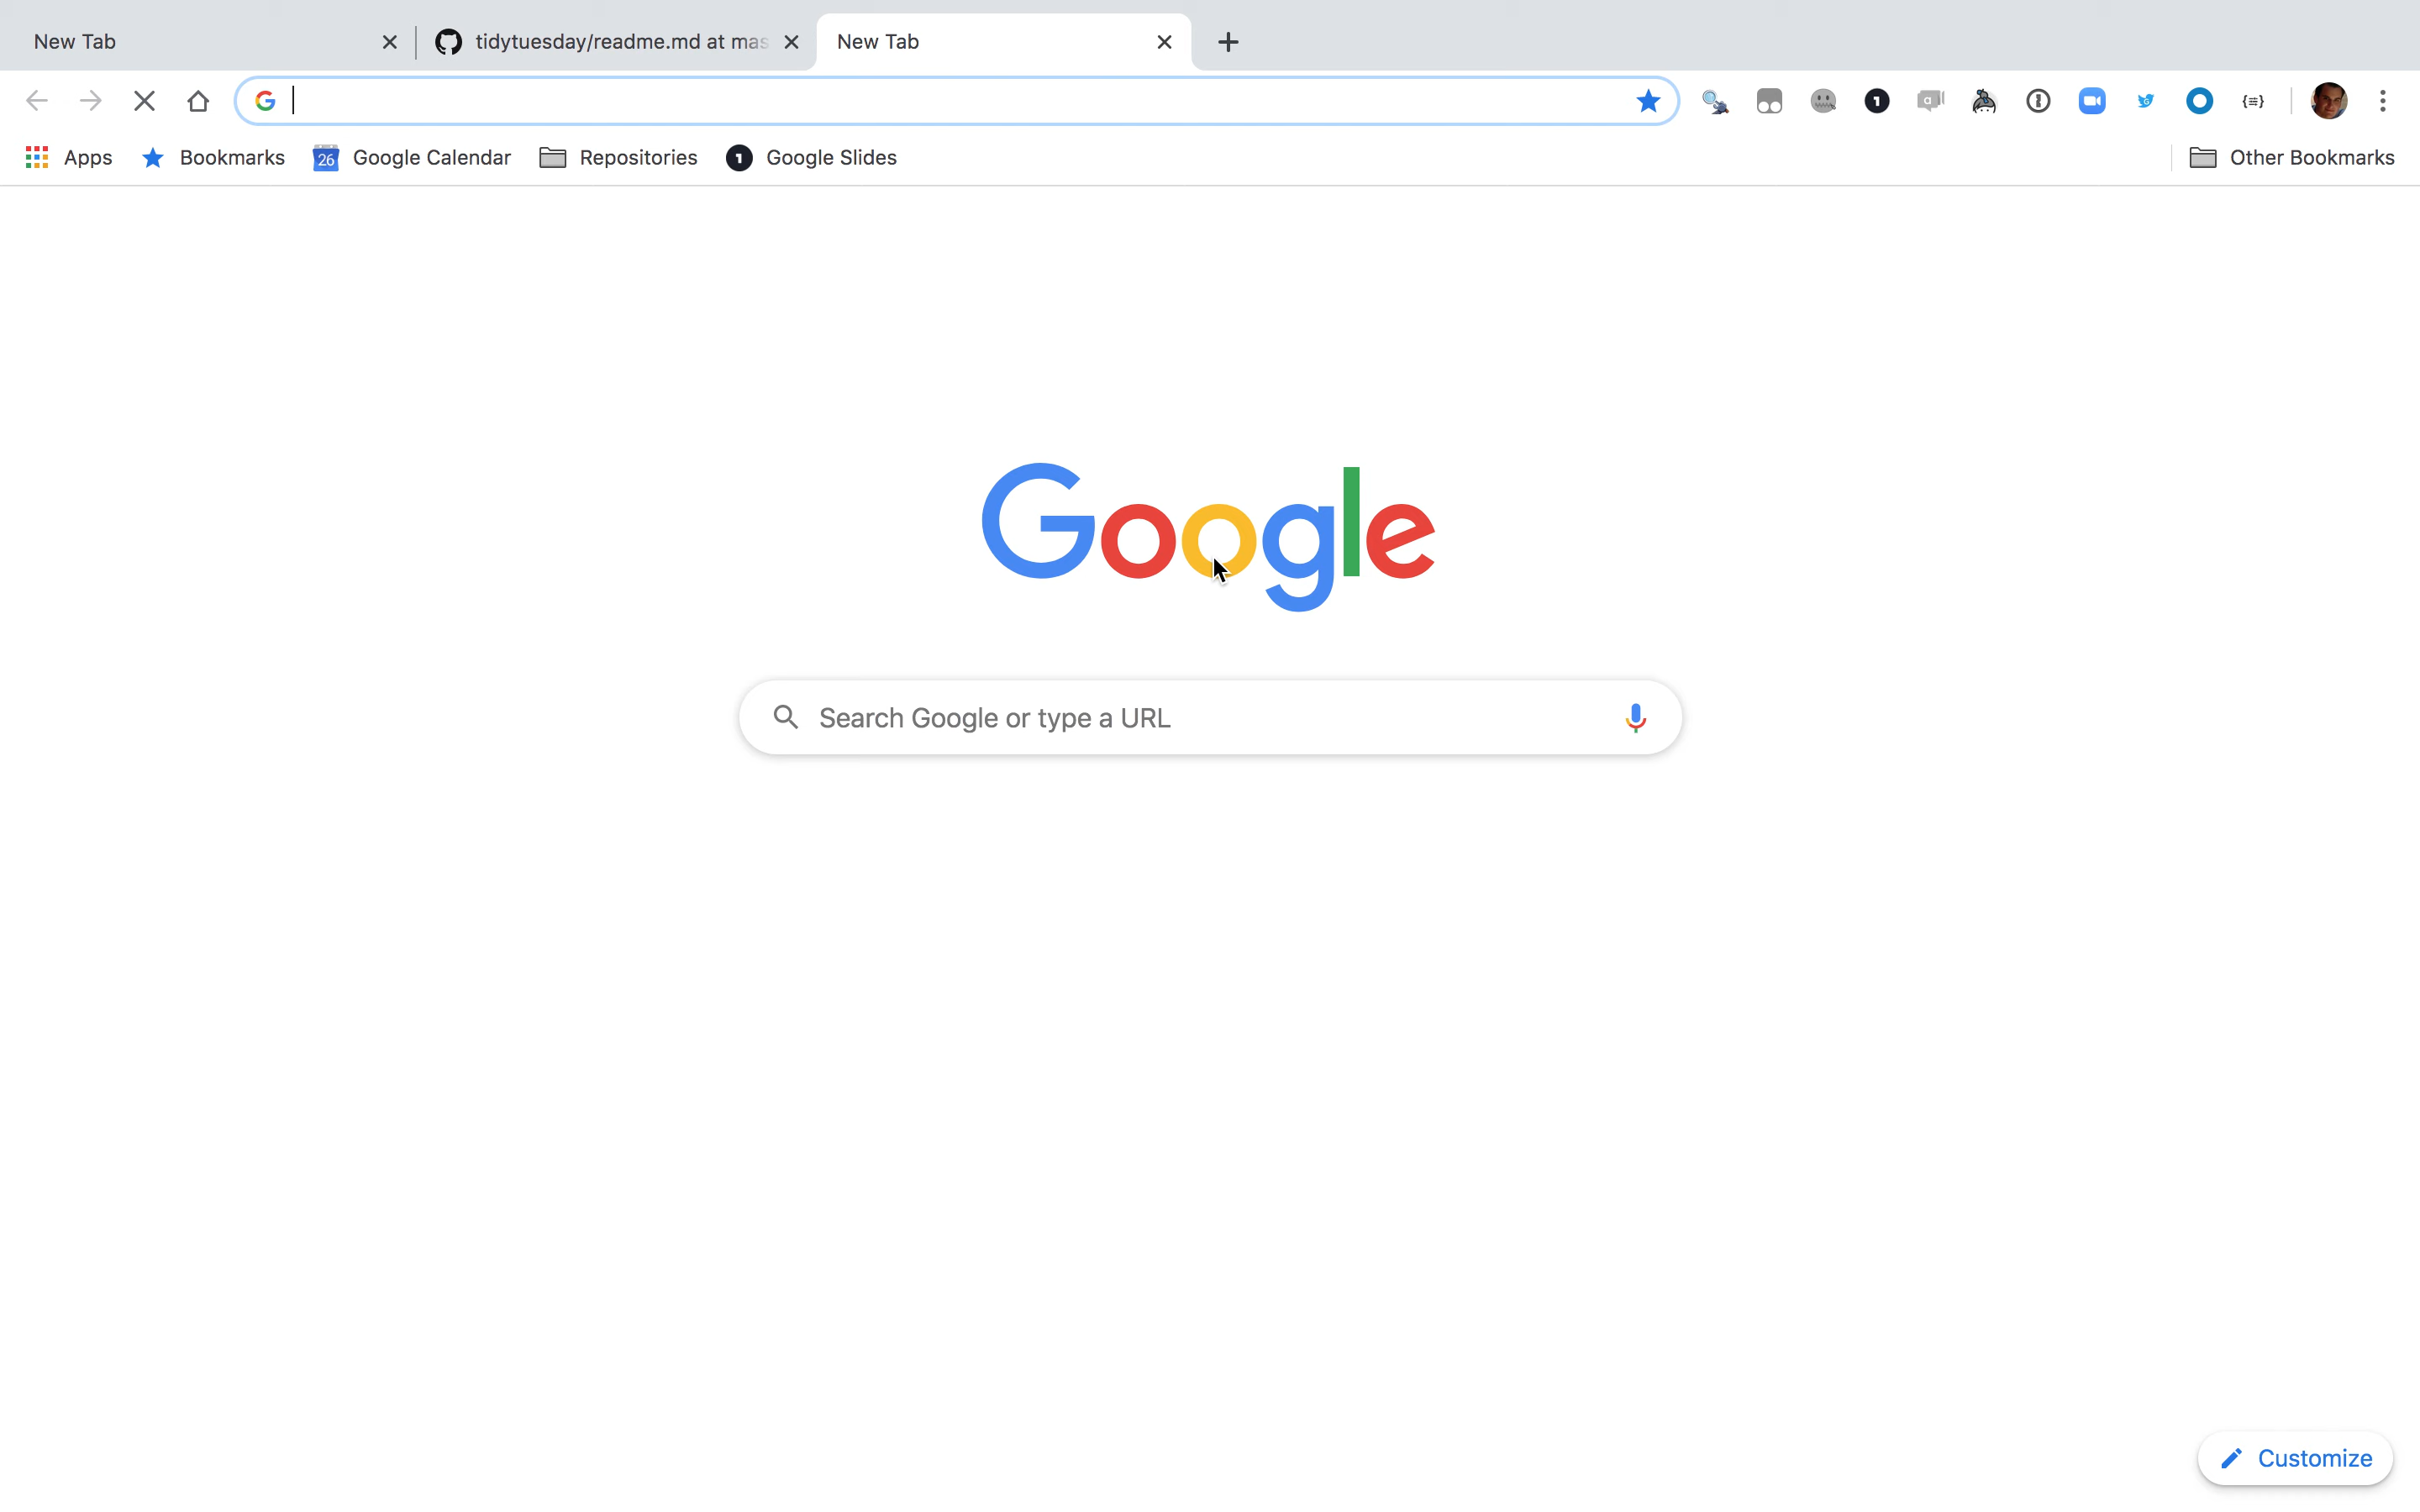 New Tab
tidytuesday/readme.md at mas
New Tab
Apps
Bookmarks
26
Google Calendar
Repositories
1
Google Slides
Other Bookmarks
Google
Search Google or type a URL
Customize